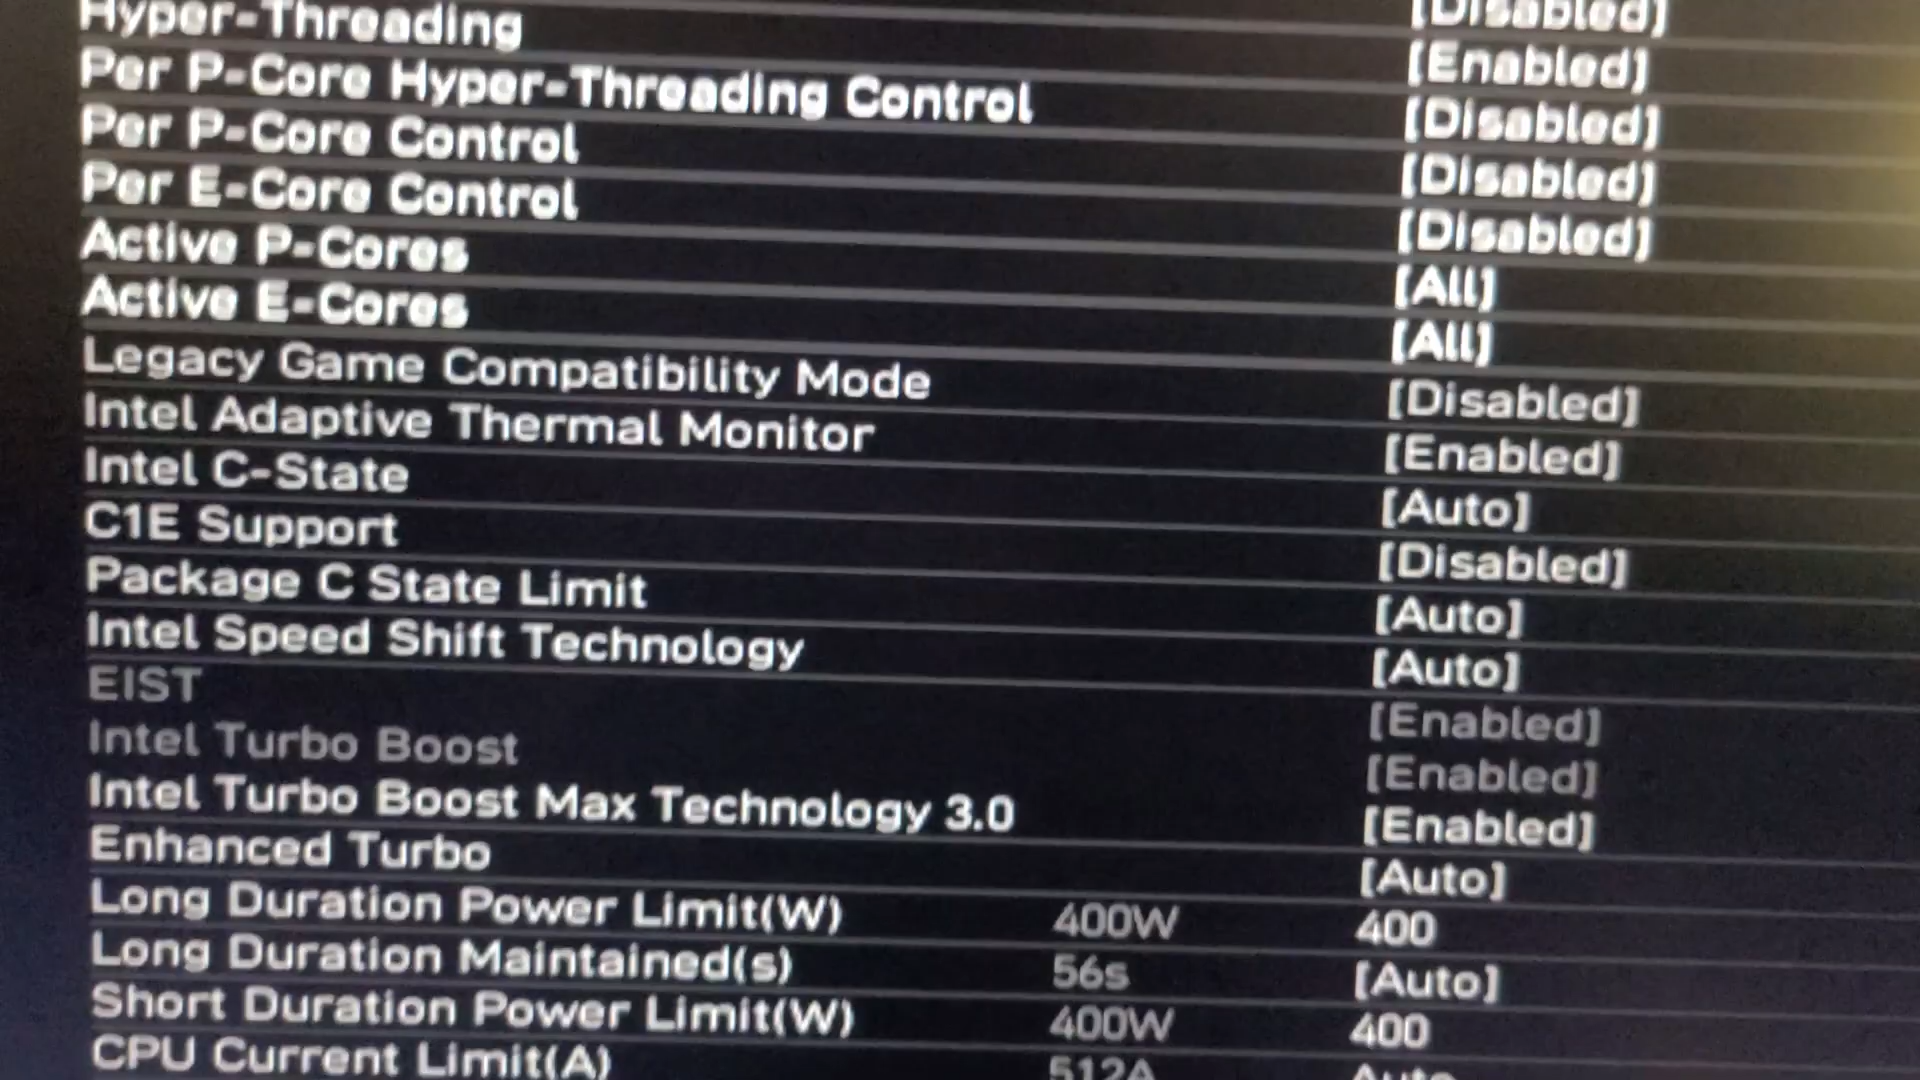 [Disabled]
Hyper-Threading [Enabled]
Per P-Core Hyper-Threading Control [Disabled]
Per P-Core Control [Disabled]
Per E-Core Control [Disabled]
Active P-Cores [All]
Active E-Cores [All]
Legacy Game Compatibility Mode [Disabled]
Intel Adaptive Thermal Monitor [Enabled]
Intel C-State [Auto]
C1E Support [Disabled]
Package C State Limit [Auto]
Intel Speed Shift Technology [Auto]
EIST [Enabled]
Intel Turbo Boost [Enabled]
Intel Turbo Boost Max Technology 3.0 [Enabled]
Enhanced Turbo [Auto]
Long Duration Power Limit(W) 400W 400
Long Duration Maintained(s) 56s [Auto]
Short Duration Power Limit(W) 400W 400
CPU Current Limit(A) 512A Auto